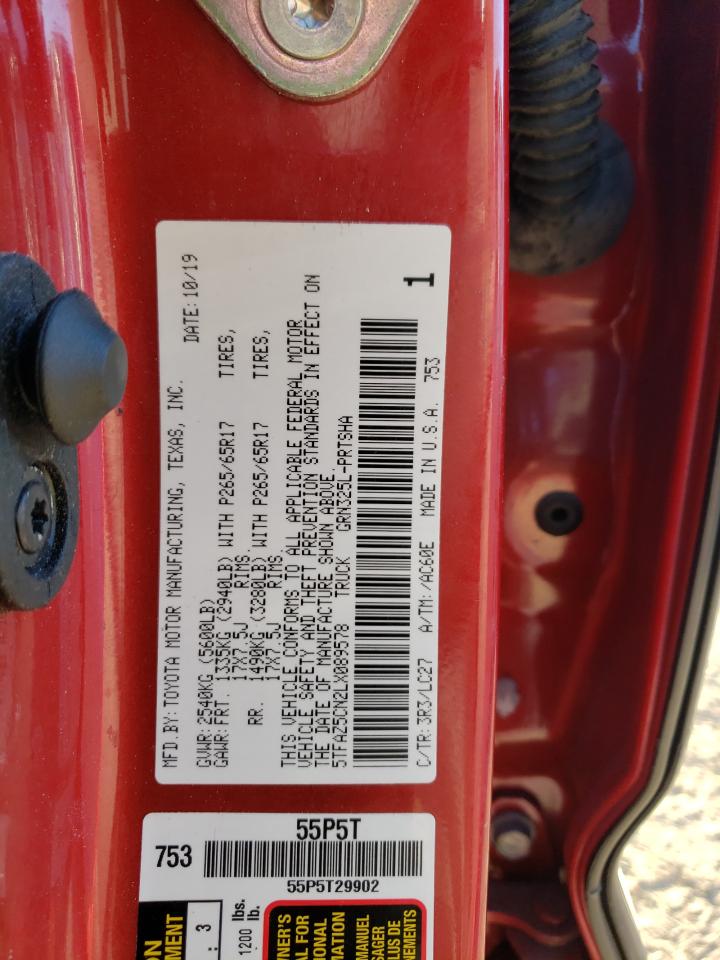 MFD.BY:TOYOTA MOTOR MANUFACTURING, TEXAS, INC.
DATE:10/19
GVWR:2540KG (5600LB)
GAWR:FRT. 1335KG (2940LB) WITH P265/65R17 TIRES,
17X7.5J RIMS.
RR. 1490KG (3280LB) WITH P265/65R17 TIRES,
17X7.5J RIMS.
THIS VEHICLE CONFORMS TO ALL APPLICABLE FEDERAL MOTOR
VEHICLE SAFETY AND THEFT PREVENTION STANDARDS IN EFFECT ON
THE DATE OF MANUFACTURE SHOWN ABOVE.
5TFAZ5CN2LX089578 TRUCK GRN325L-PRTSHA
C/TR:3R3/LC27 A/TM:/AC60E MADE IN U.S.A. 753
1
55P5T
753
55P5T29902
1200 lbs.
lb.